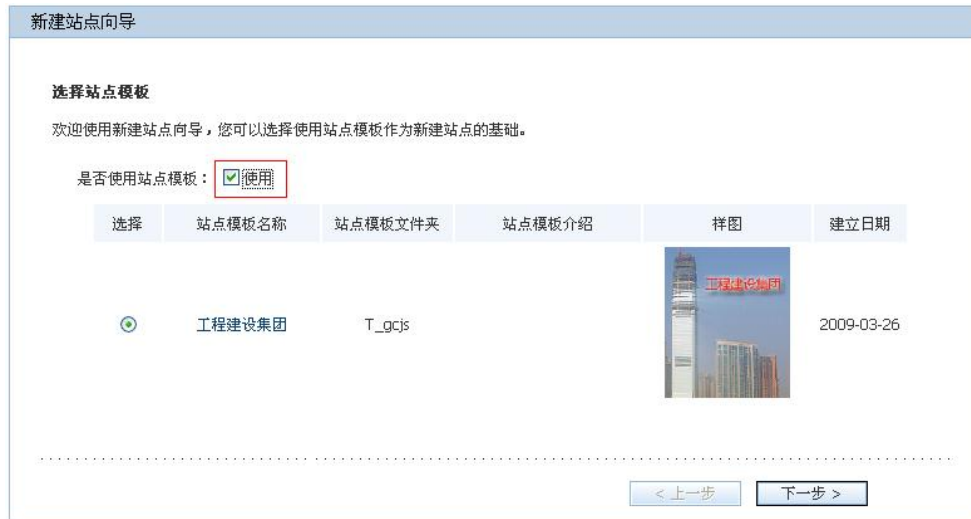 新建站点向导
选择站点模板
欢迎使用新建站点向导，您可以选择使用站点模板作为新建站点的基础。
是否使用站点模板： 使用
选择 站点模板名称 站点模板文件夹 站点模板介绍 样图 建立日期
工程建设集团
工程建设集团 T_gcjs 2009-03-26
< 上一步 下一步 >